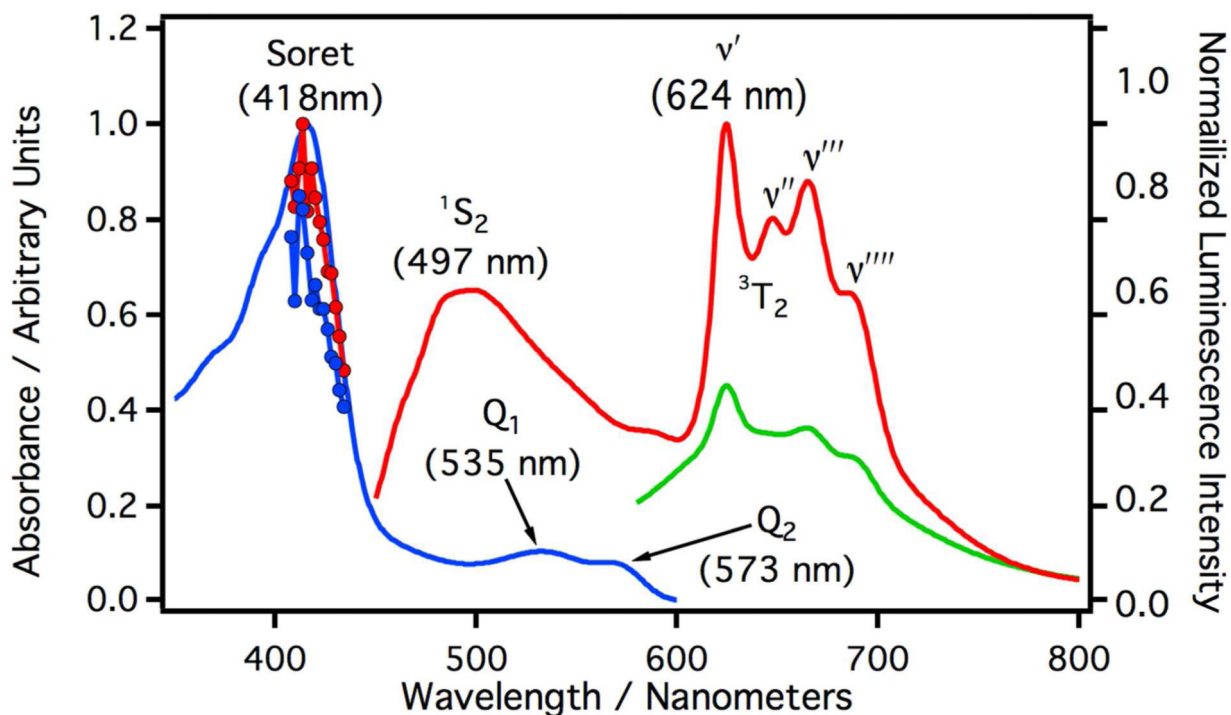 Absorbance / Arbitrary Units
1.2
1.0
0.8
0.6
0.4
0.2
0.0
Soret
(418nm)
¹S₂
(497 nm)
Q₁
(535 nm)
Q₂
(573 nm)
ν′
(624 nm)
ν″
ν‴
ν⁗
³T₂
1.0
0.8
0.6
0.4
0.2
0.0
Normailized Luminescence Intensity
400
500
600
700
800
Wavelength / Nanometers